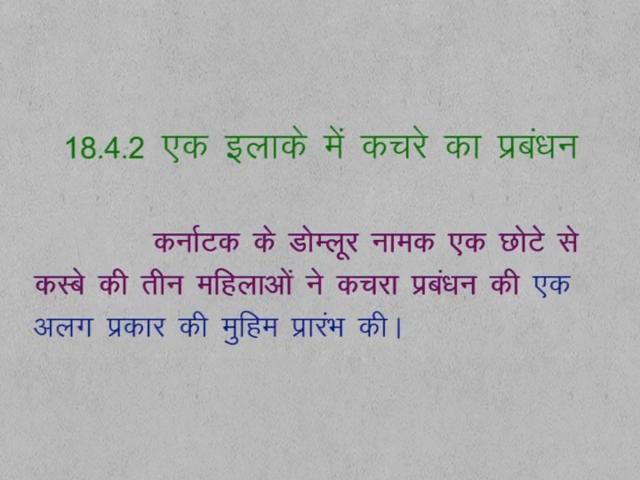 18.4.2 एक इलाके में कचरे का प्रबंधन
कर्नाटक के डोम्लूर नामक एक छोटे से
कस्बे की तीन महिलाओं ने कचरा प्रबंधन की एक
अलग प्रकार की मुहिम प्रारंभ की।